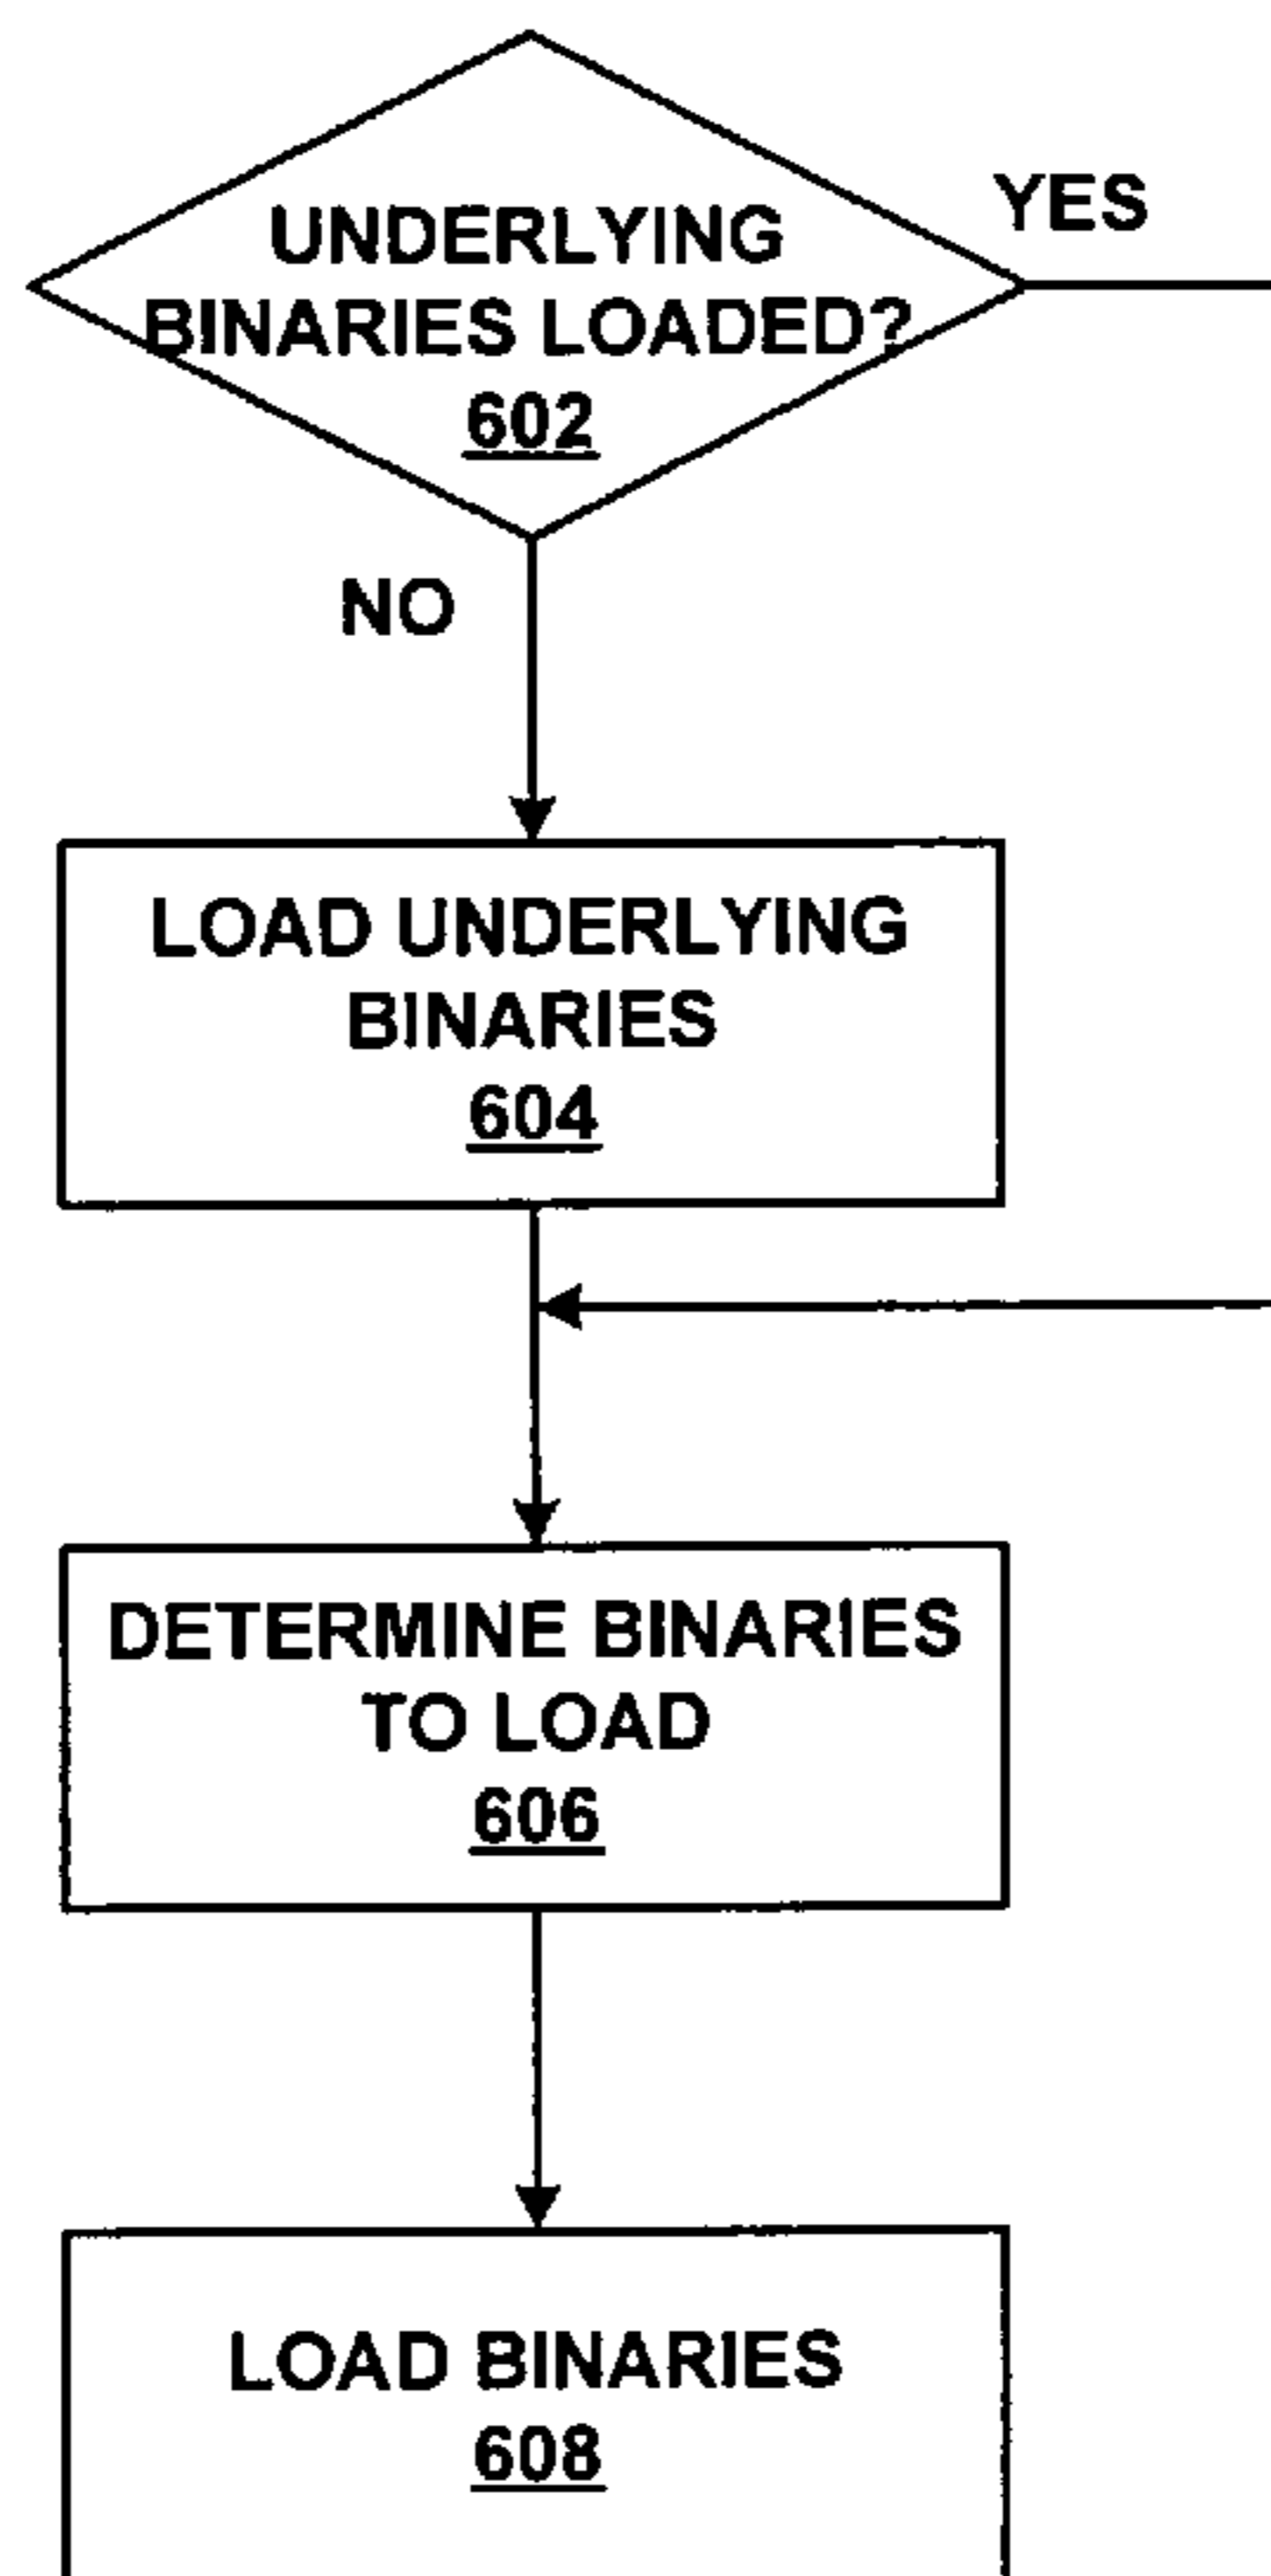 YES
UNDERLYING
BINARIES LOADED?
602
NO
LOAD UNDERLYING
BINARIES
604
DETERMINE BINARIES
TO LOAD
606
LOAD BINARIES
608